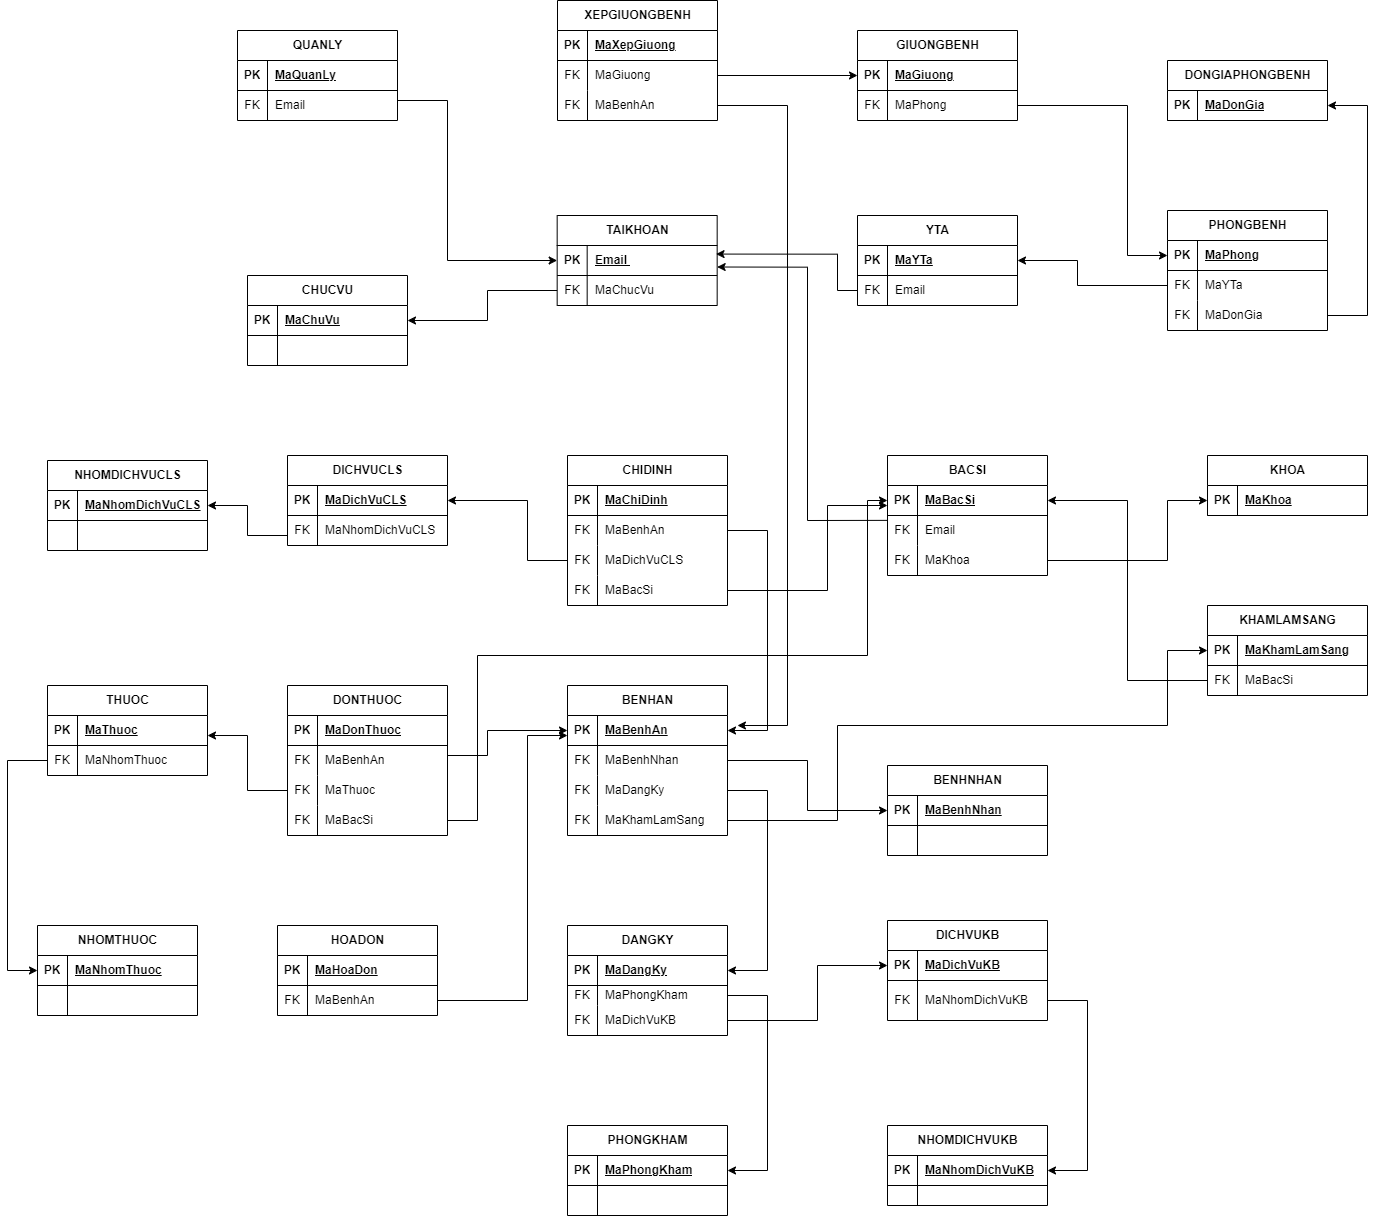 XEPGIUONGBENH
PK MaXepGiuong
FK MaGiuong
FK MaBenhAn
QUANLY
PK MaQuanLy
FK Email
GIUONGBENH
PK MaGiuong
FK MaPhong
DONGIAPHONGBENH
PK MaDonGia
TAIKHOAN
PK Email
FK MaChucVu
YTA
PK MaYTa
FK Email
PHONGBENH
PK MaPhong
FK MaYTa
FK MaDonGia
CHUCVU
PK MaChuVu
NHOMDICHVUCLS
PK MaNhomDichVuCLS
DICHVUCLS
PK MaDichVuCLS
FK MaNhomDichVuCLS
CHIDINH
PK MaChiDinh
FK MaBenhAn
FK MaDichVuCLS
FK MaBacSi
BACSI
PK MaBacSi
FK Email
FK MaKhoa
KHOA
PK MaKhoa
KHAMLAMSANG
PK MaKhamLamSang
FK MaBacSi
THUOC
PK MaThuoc
FK MaNhomThuoc
DONTHUOC
PK MaDonThuoc
FK MaBenhAn
FK MaThuoc
FK MaBacSi
BENHAN
PK MaBenhAn
FK MaBenhNhan
FK MaDangKy
FK MaKhamLamSang
BENHNHAN
PK MaBenhNhan
NHOMTHUOC
PK MaNhomThuoc
HOADON
PK MaHoaDon
FK MaBenhAn
DANGKY
PK MaDangKy
FK MaPhongKham
FK MaDichVuKB
DICHVUKB
PK MaDichVuKB
FK MaNhomDichVuKB
PHONGKHAM
PK MaPhongKham
NHOMDICHVUKB
PK MaNhomDichVuKB